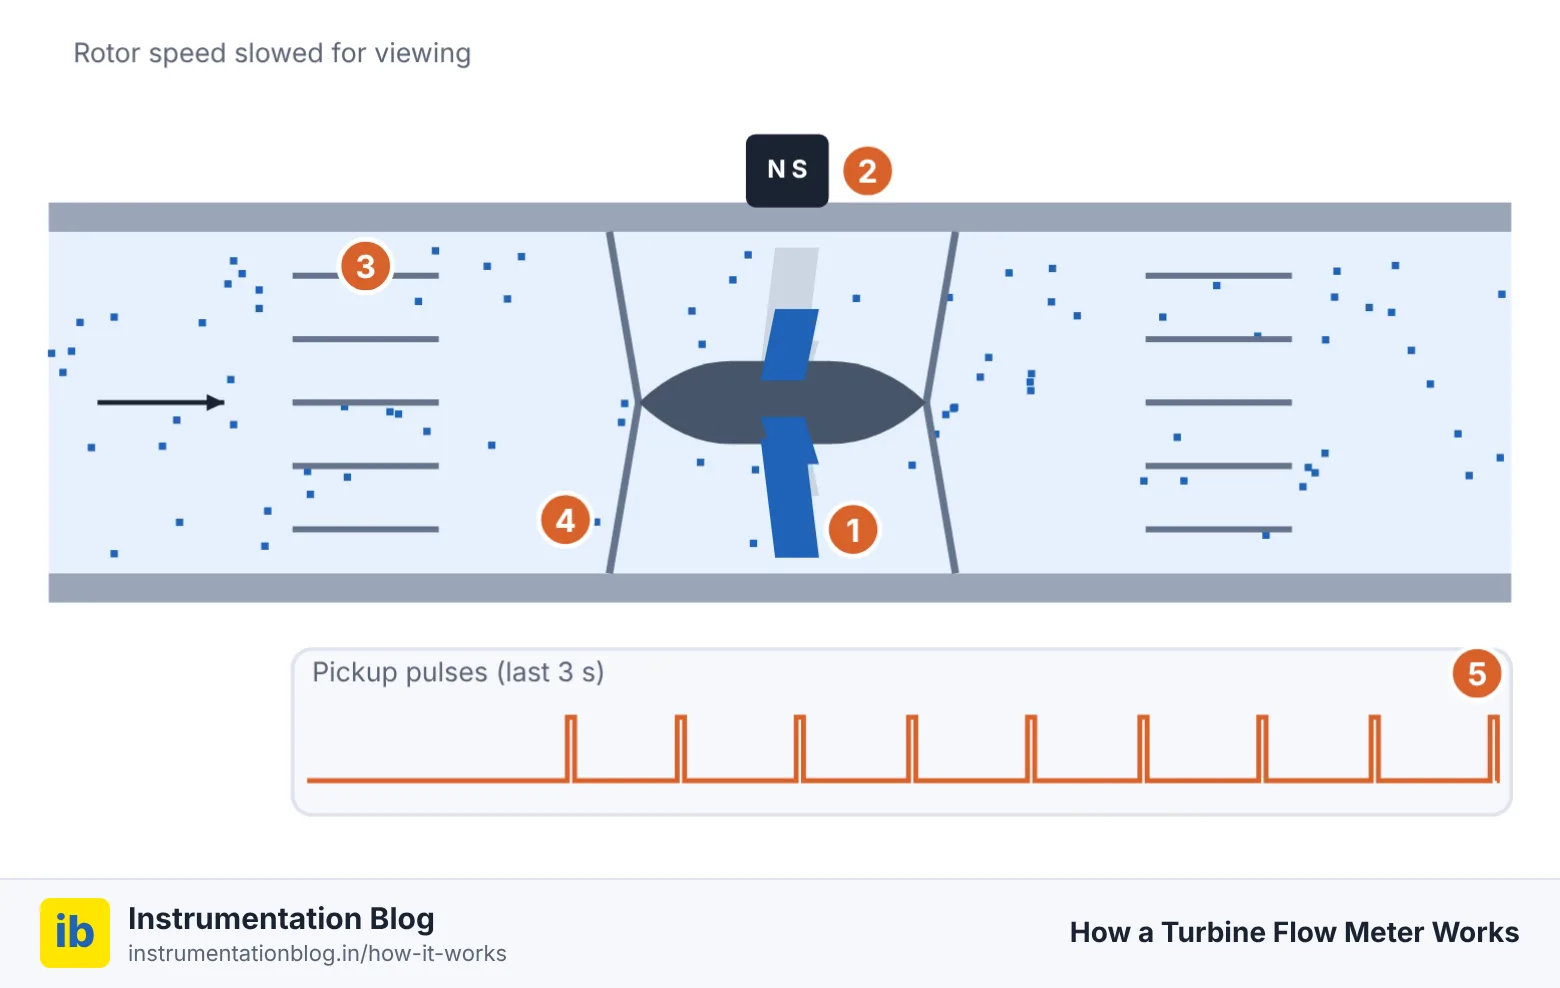 Rotor speed slowed for viewing
N S
2
3
4
1
Pickup pulses (last 3 s)
5
ib
Instrumentation Blog
instrumentationblog.in/how-it-works
How a Turbine Flow Meter Works